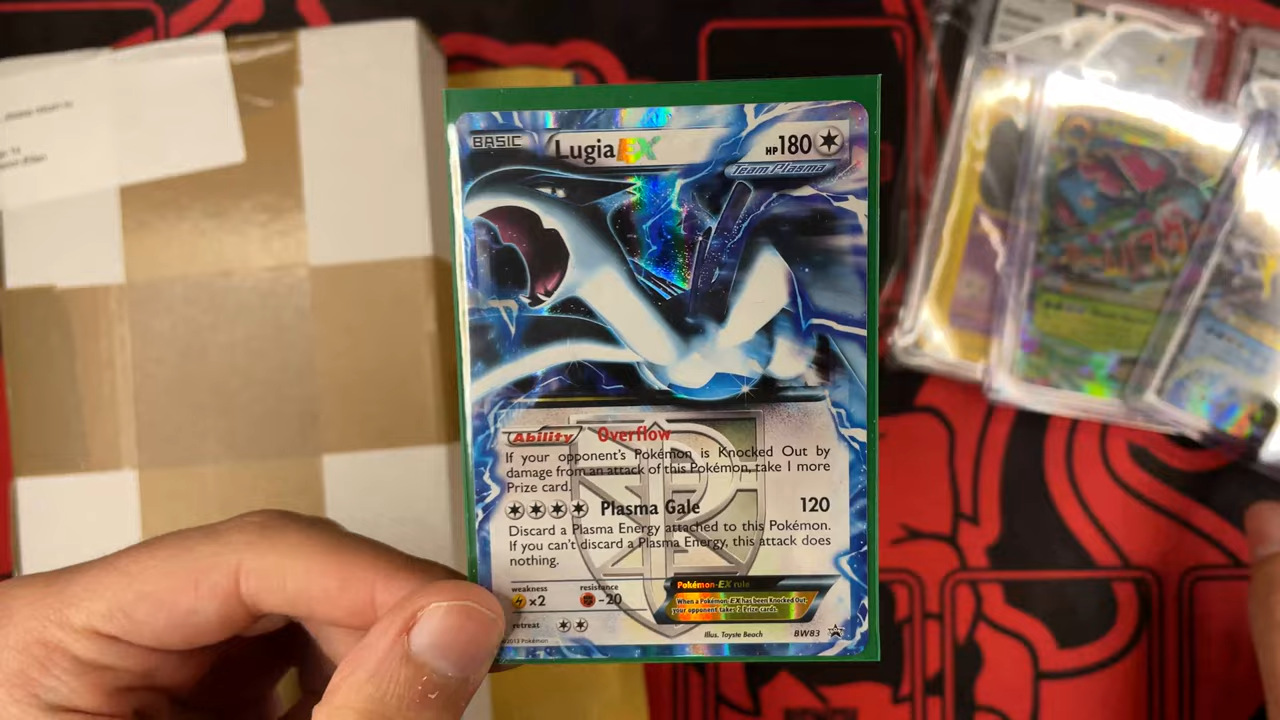 BASIC
Lugia EX
HP180
Team Plasma
Ability Overflow
If your opponent's Pokémon is Knocked Out by
damage from an attack of this Pokémon, take 1 more
Prize card.
Plasma Gale 120
Discard a Plasma Energy attached to this Pokémon.
If you can't discard a Plasma Energy, this attack does
nothing.
weakness
×2
resistance
-20
retreat
Pokémon-EX rule
When a Pokémon-EX has been Knocked Out,
your opponent takes 2 Prize cards.
©2013 Pokémon
Illus. Toyste Beach
BW83